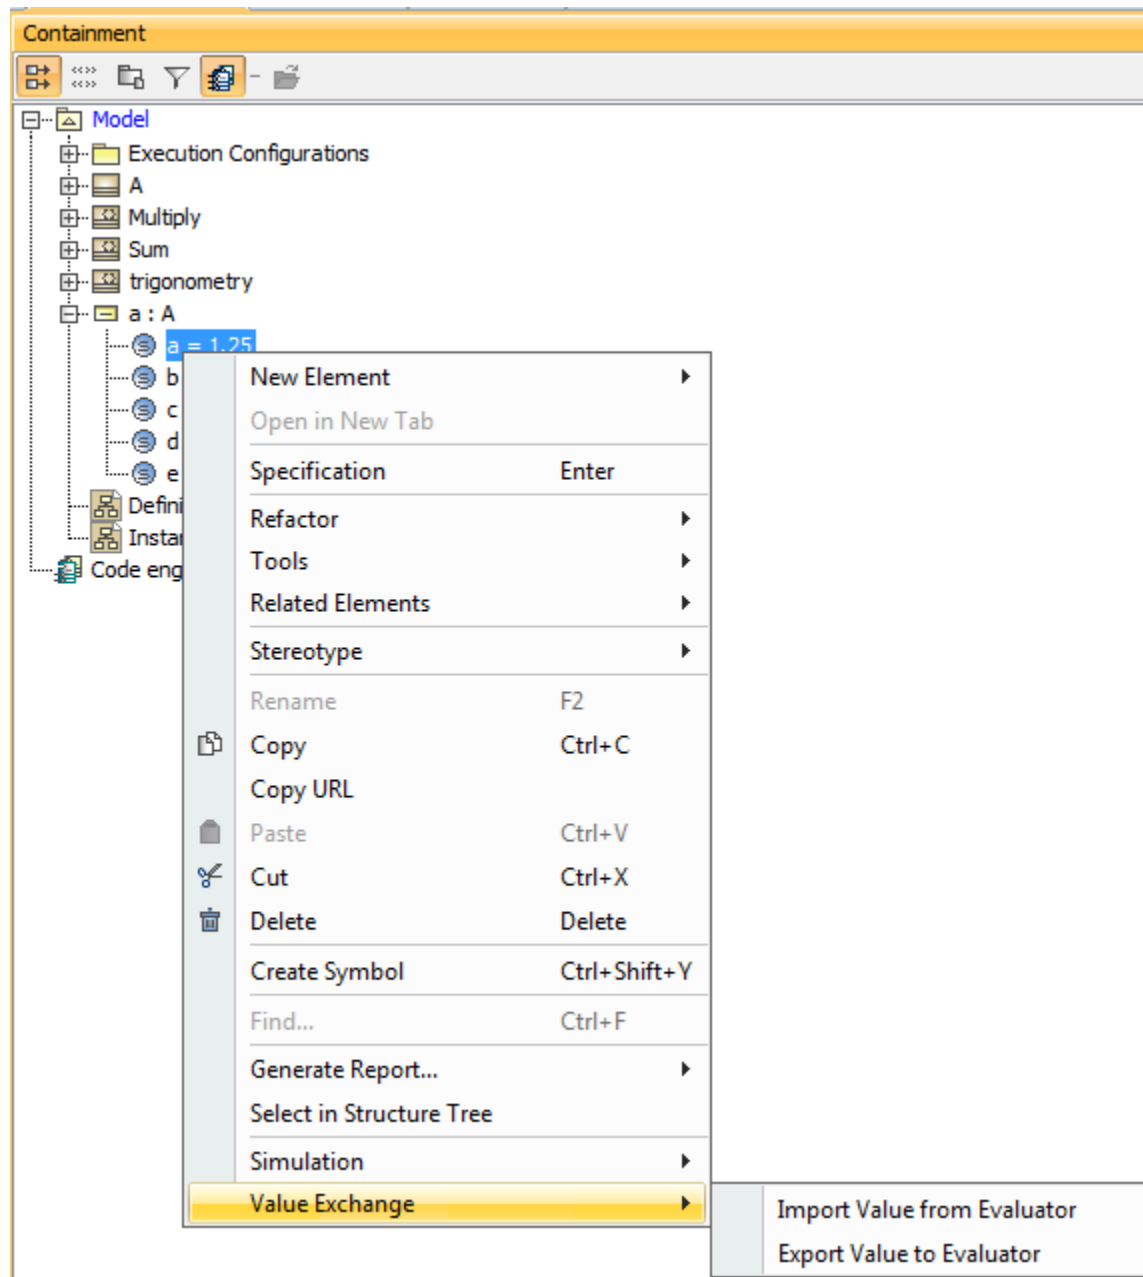 Containment
Model
Execution Configurations
A
Multiply
Sum
trigonometry
a : A
a = 1.25
b
c
d
e
Defini
Instar
Code eng
New Element
Open in New Tab
Specification Enter
Refactor
Tools
Related Elements
Stereotype
Rename F2
Copy Ctrl+C
Copy URL
Paste Ctrl+V
Cut Ctrl+X
Delete Delete
Create Symbol Ctrl+Shift+Y
Find... Ctrl+F
Generate Report...
Select in Structure Tree
Simulation
Value Exchange
Import Value from Evaluator
Export Value to Evaluator